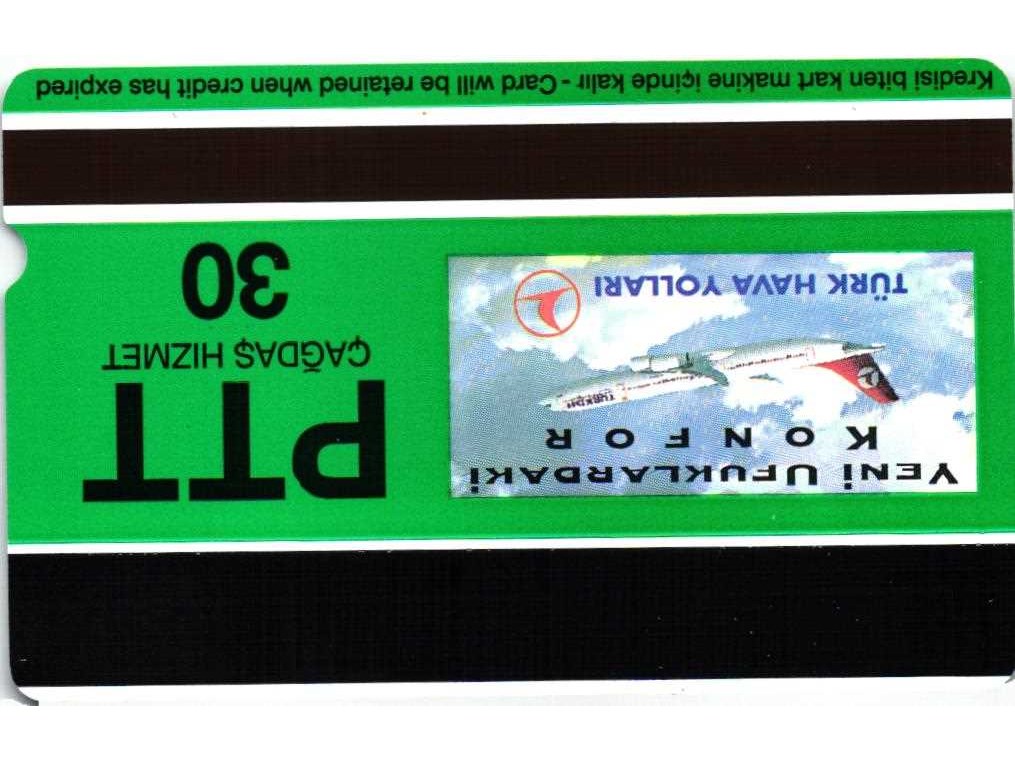 YENİ UFUKLARDAKİ
KONFOR
TURKISH
TÜRK HAVA YOLLARI
PTT
ÇAĞDAŞ HIZMET
30
Kredisi biten kart makine içinde kalır - Card will be retained when credit has expired